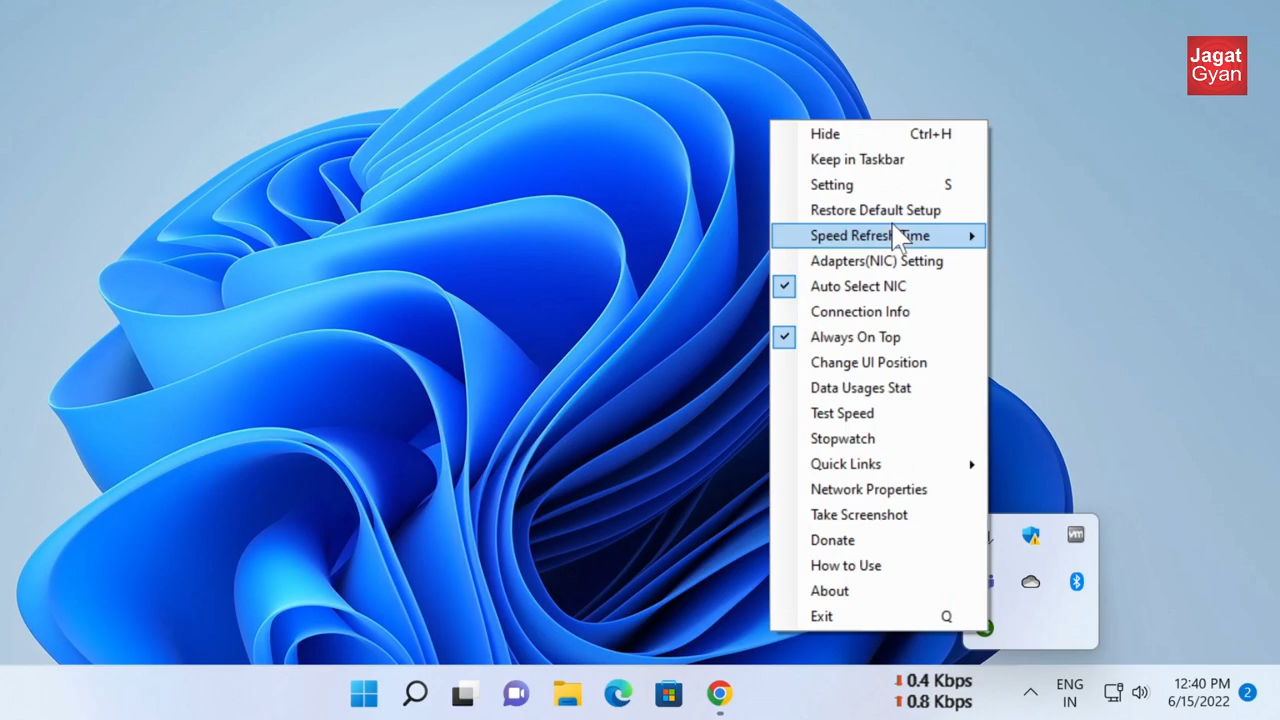 Jagat
Gyan
Hide Ctrl+H
Keep in Taskbar
Setting S
Restore Default Setup
Speed Refresh Time
Adapters(NIC) Setting
Auto Select NIC
Connection Info
Always On Top
Change UI Position
Data Usages Stat
Test Speed
Stopwatch
Quick Links
Network Properties
Take Screenshot
Donate
How to Use
About
Exit Q
vm
0.4 Kbps
0.8 Kbps
ENG
IN
12:40 PM
6/15/2022
2